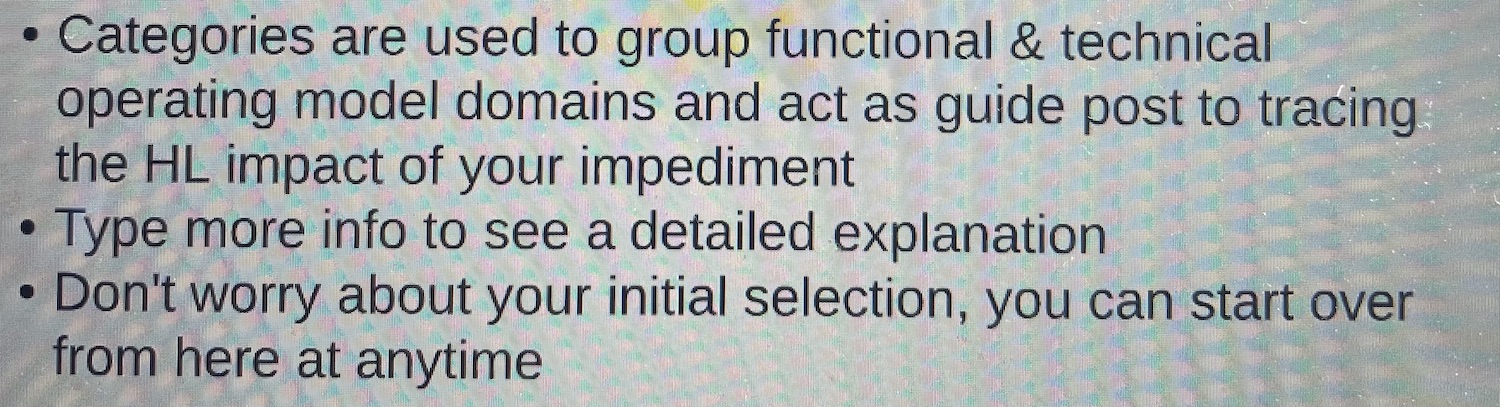 • Categories are used to group functional & technical
operating model domains and act as guide post to tracing
the HL impact of your impediment
• Type more info to see a detailed explanation
• Don't worry about your initial selection, you can start over
from here at anytime